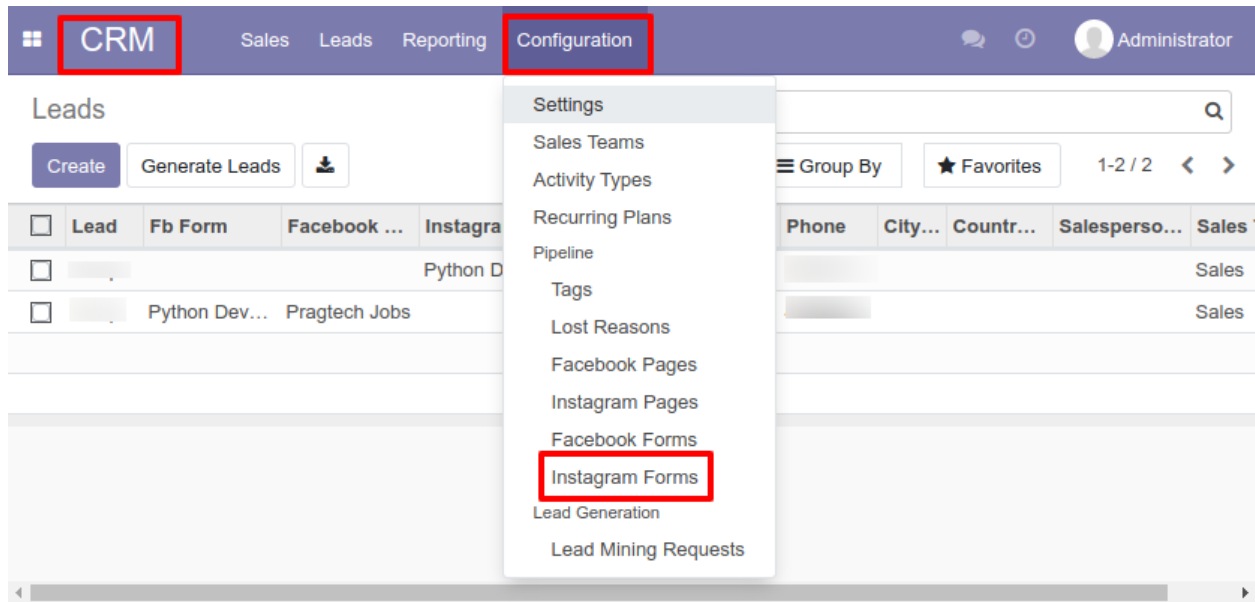 CRM Sales Leads Reporting Configuration Administrator
Leads
Settings
Sales Teams
Create Generate Leads Group By Favorites 1-2 / 2
Activity Types
Recurring Plans
Lead Fb Form Facebook ... Instagra Phone City... Countr... Salesperso... Sales
Pipeline
Python D Sales
Tags
Python Dev... Pragtech Jobs Sales
Lost Reasons
Facebook Pages
Instagram Pages
Facebook Forms
Instagram Forms
Lead Generation
Lead Mining Requests